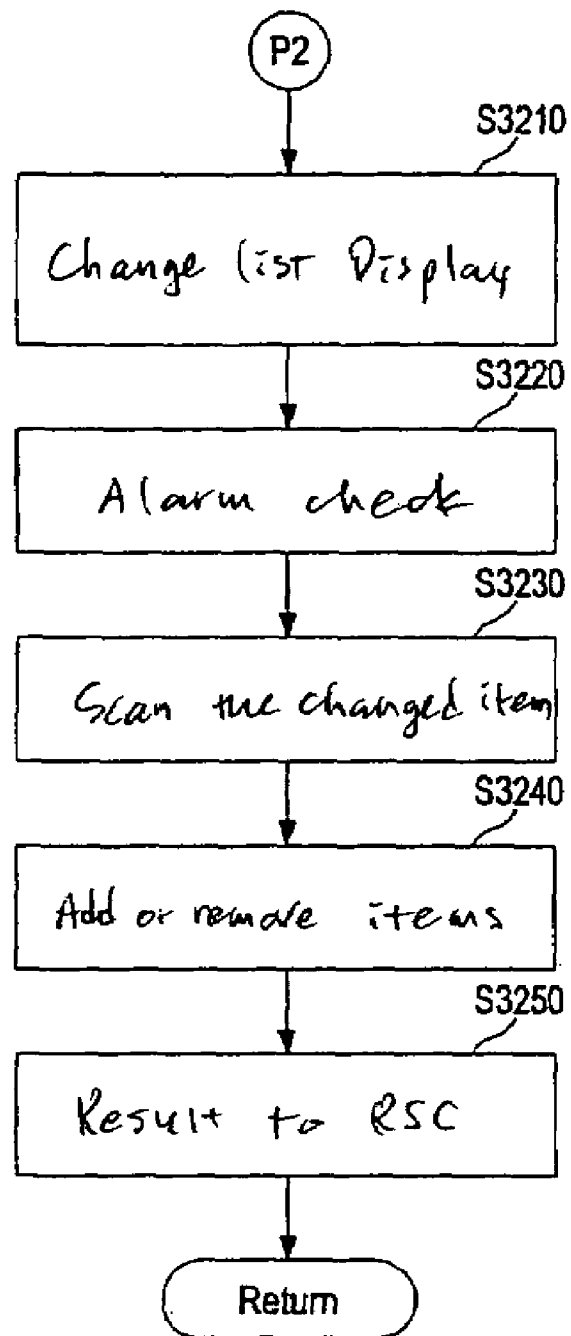 P2
S3210
Change list Display
S3220
Alarm check
S3230
Scan the changed item
S3240
Add or remove items
S3250
Result to RSC
Return